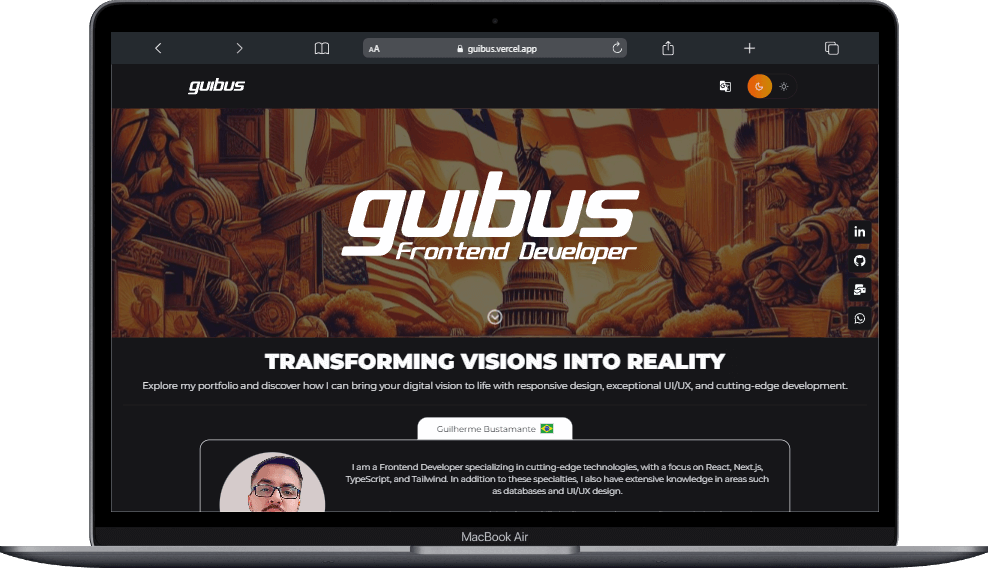 AA guibus.vercel.app
guibus
guibus
Frontend Developer
in
TRANSFORMING VISIONS INTO REALITY
Explore my portfolio and discover how I can bring your digital vision to life with responsive design, exceptional UI/UX, and cutting-edge development.
Guilherme Bustamante
I am a Frontend Developer specializing in cutting-edge technologies, with a focus on React, Next.js,
TypeScript, and Tailwind. In addition to these specialties, I also have extensive knowledge in areas such
as databases and UI/UX design.
MacBook Air